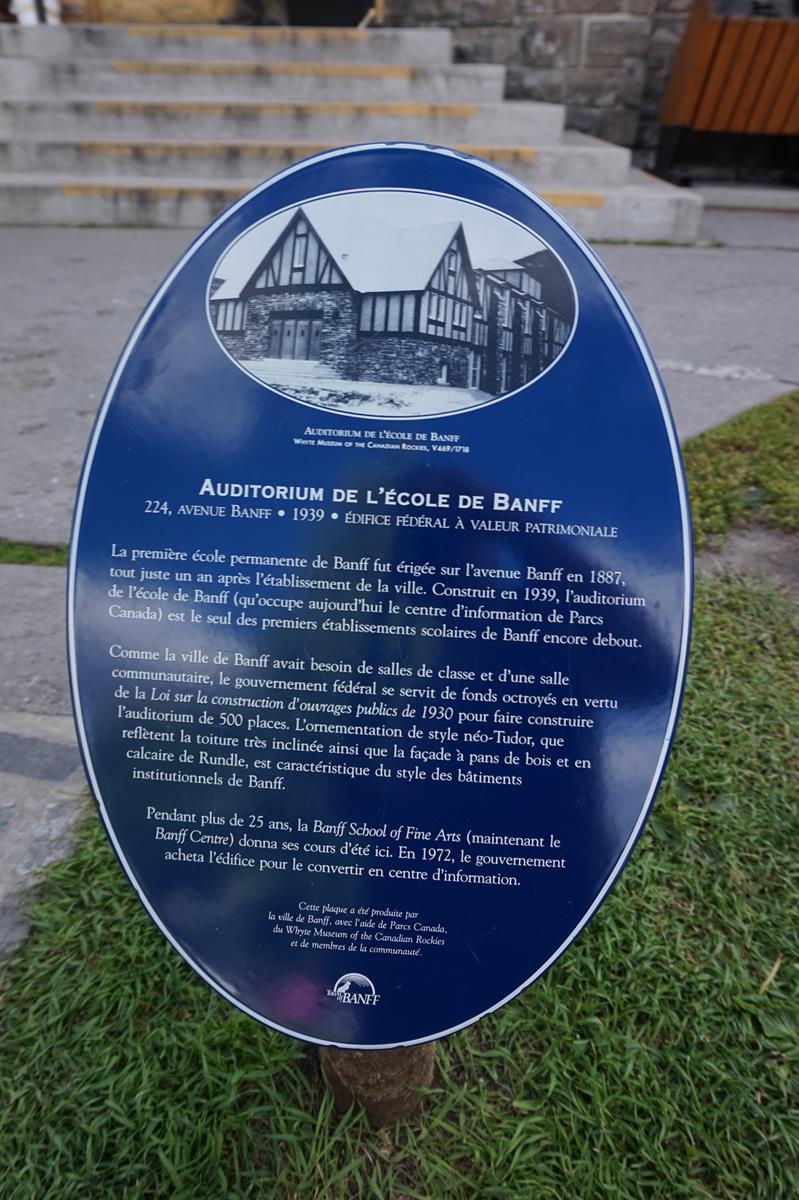 Auditorium de l'école de Banff
Whyte Museum of the Canadian Rockies, V469/1718
Auditorium de l'école de Banff
224, avenue Banff • 1939 • édifice fédéral à valeur patrimoniale
La première école permanente de Banff fut érigée sur l'avenue Banff en 1887,
tout juste un an après l'établissement de la ville. Construit en 1939, l'auditorium
de l'école de Banff (qu'occupe aujourd'hui le centre d'information de Parcs
Canada) est le seul des premiers établissements scolaires de Banff encore debout.
Comme la ville de Banff avait besoin de salles de classe et d'une salle
communautaire, le gouvernement fédéral se servit de fonds octroyés en vertu
de la Loi sur la construction d'ouvrages publics de 1930 pour faire construire
l'auditorium de 500 places. L'ornementation de style néo-Tudor, que
reflètent la toiture très inclinée ainsi que la façade à pans de bois et en
calcaire de Rundle, est caractéristique du style des bâtiments
institutionnels de Banff.
Pendant plus de 25 ans, la Banff School of Fine Arts (maintenant le
Banff Centre) donna ses cours d'été ici. En 1972, le gouvernement
acheta l'édifice pour le convertir en centre d'information.
Cette plaque a été produite par
la ville de Banff, avec l'aide de Parcs Canada,
du Whyte Museum of the Canadian Rockies
et de membres de la communauté.
Town of BANFF